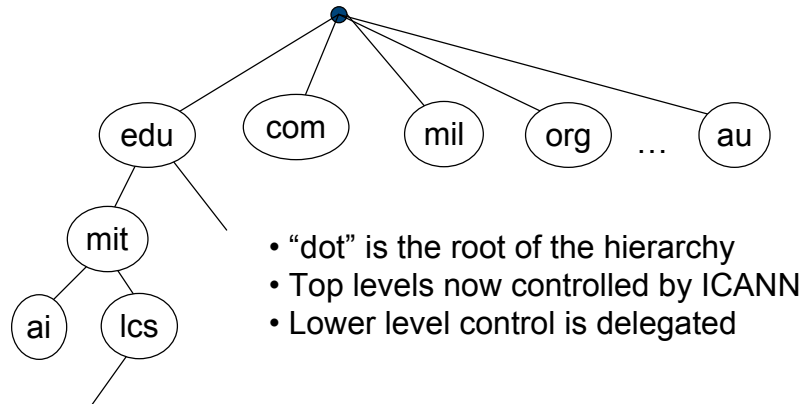 edu com mil org ... au
mit
ai lcs
• “dot” is the root of the hierarchy
• Top levels now controlled by ICANN
• Lower level control is delegated